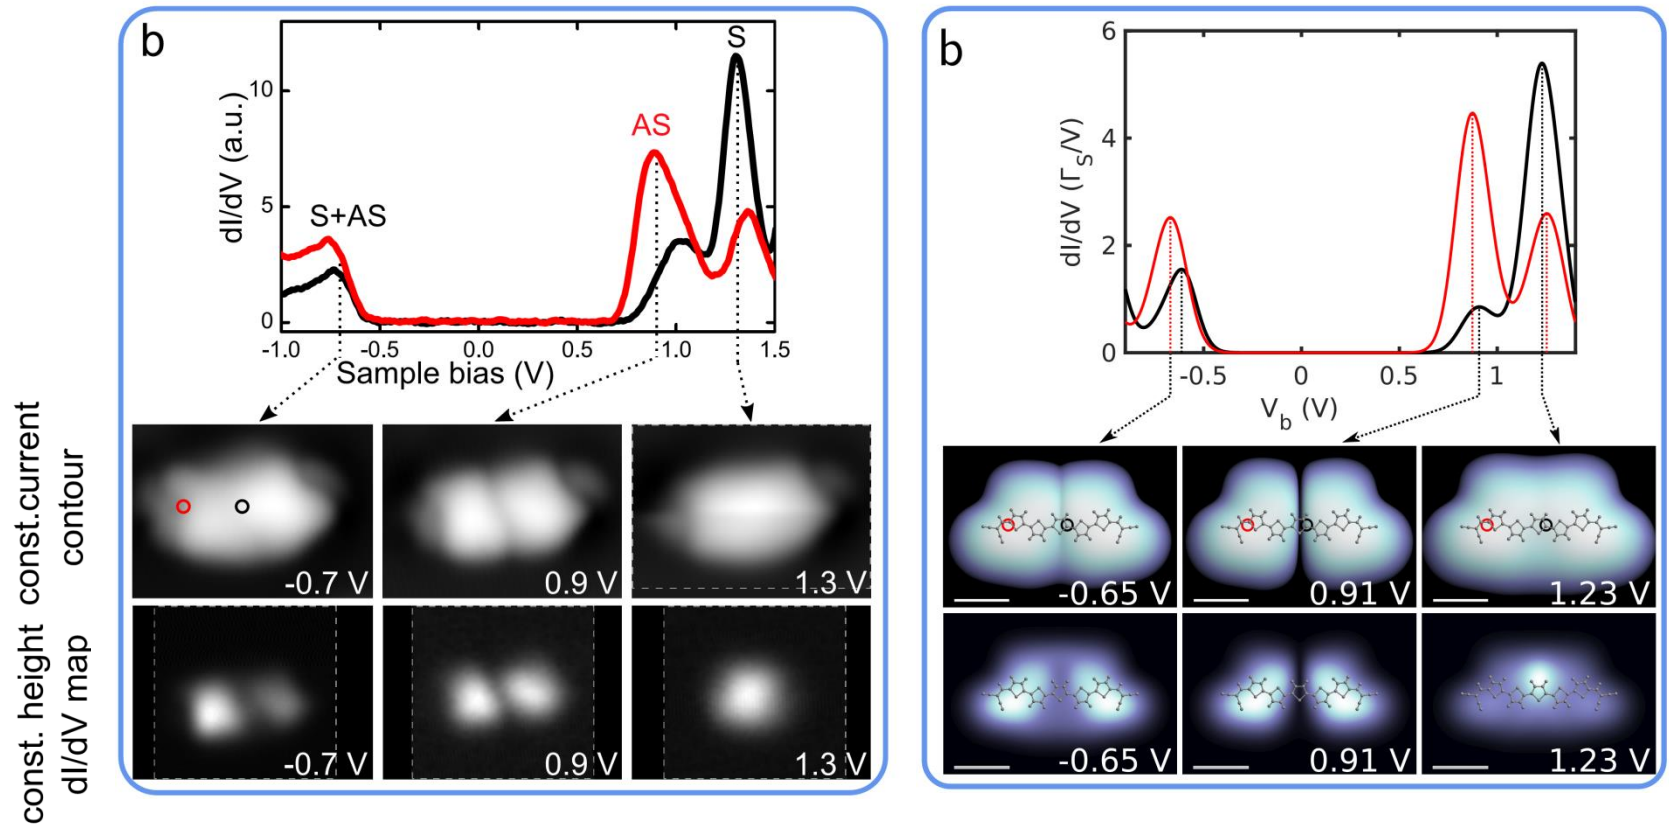 b
dI/dV (a.u.)
10
5
0
S+AS
AS
S
-1.0 -0.5 0.0 0.5 1.0 1.5
Sample bias (V)
const.current
contour
-0.7 V 0.9 V 1.3 V
const. height
dI/dV map
-0.7 V 0.9 V 1.3 V
b
dI/dV (ΓS/V)
6
4
2
0
-0.5 0 0.5 1
Vb (V)
-0.65 V 0.91 V 1.23 V
-0.65 V 0.91 V 1.23 V